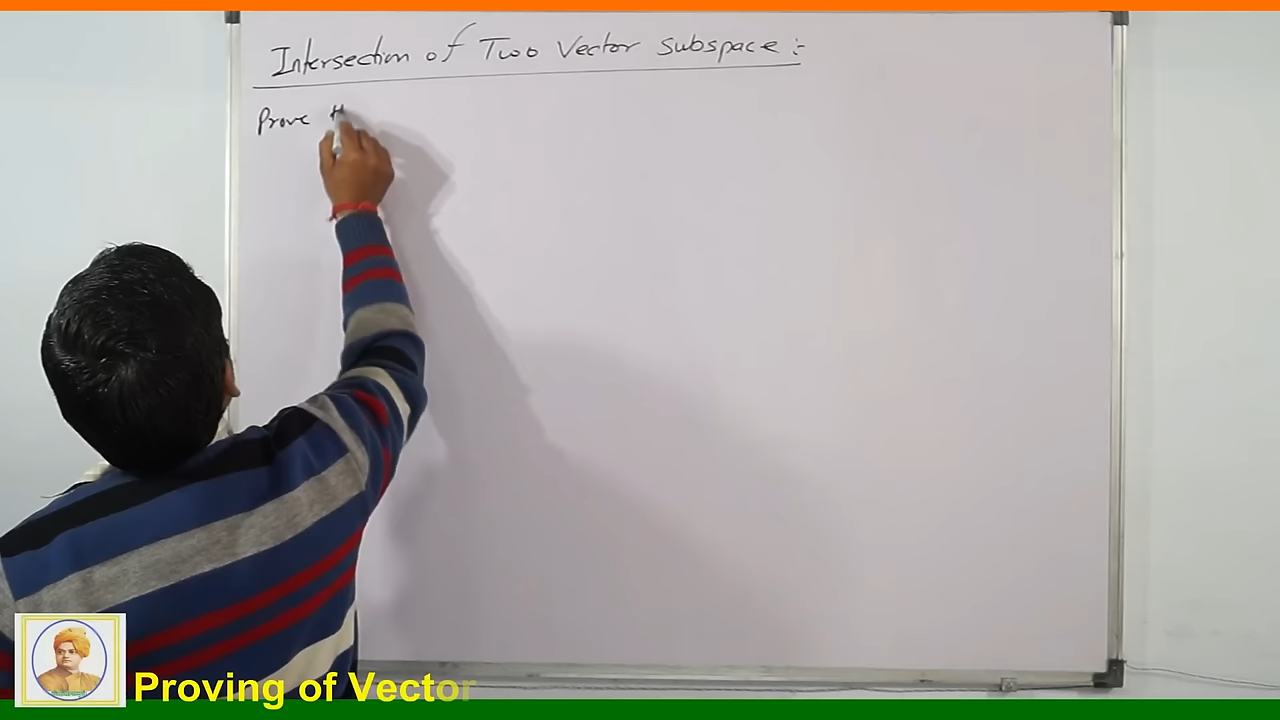 Intersection of Two Vector subspace :-
Prove
Proving of Vector